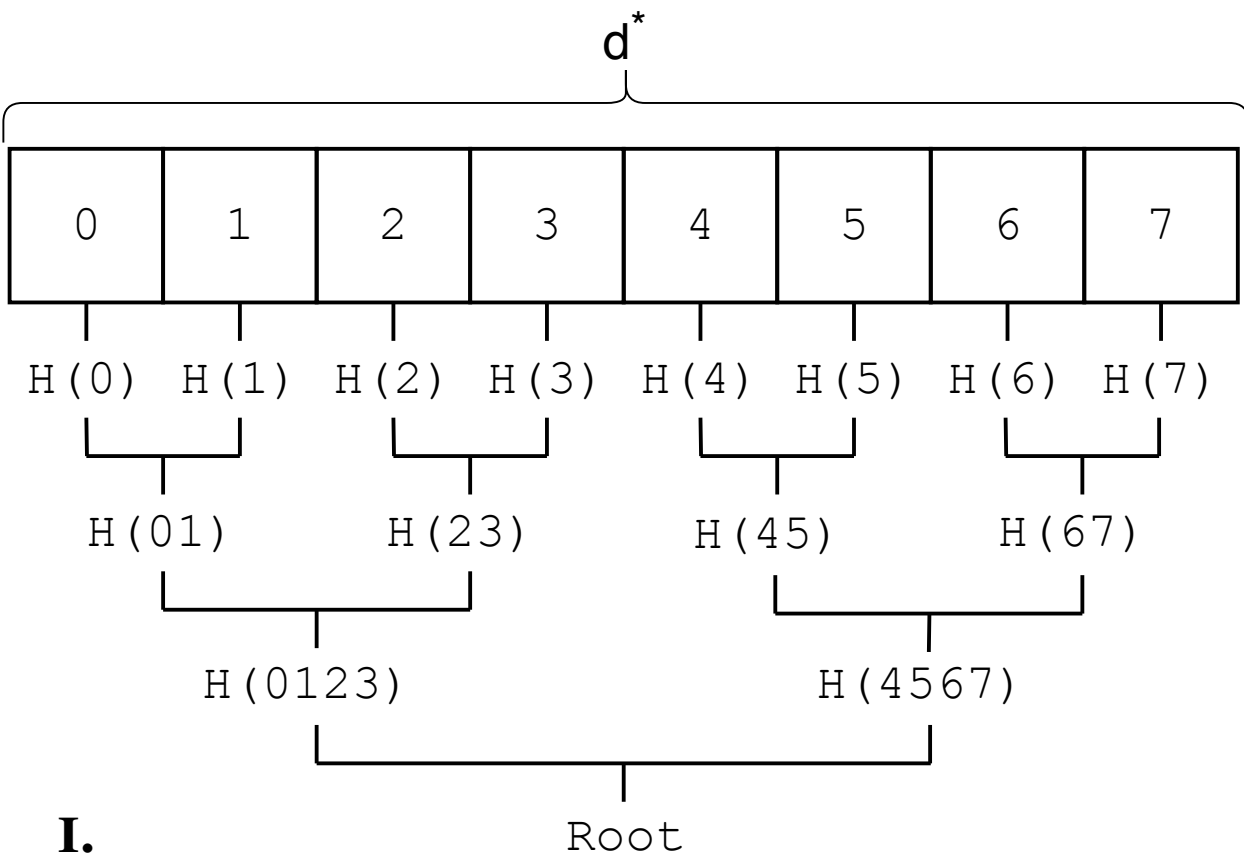 d*
0 1 2 3 4 5 6 7
H(0) H(1) H(2) H(3) H(4) H(5) H(6) H(7)
H(01) H(23) H(45) H(67)
H(0123) H(4567)
I. Root